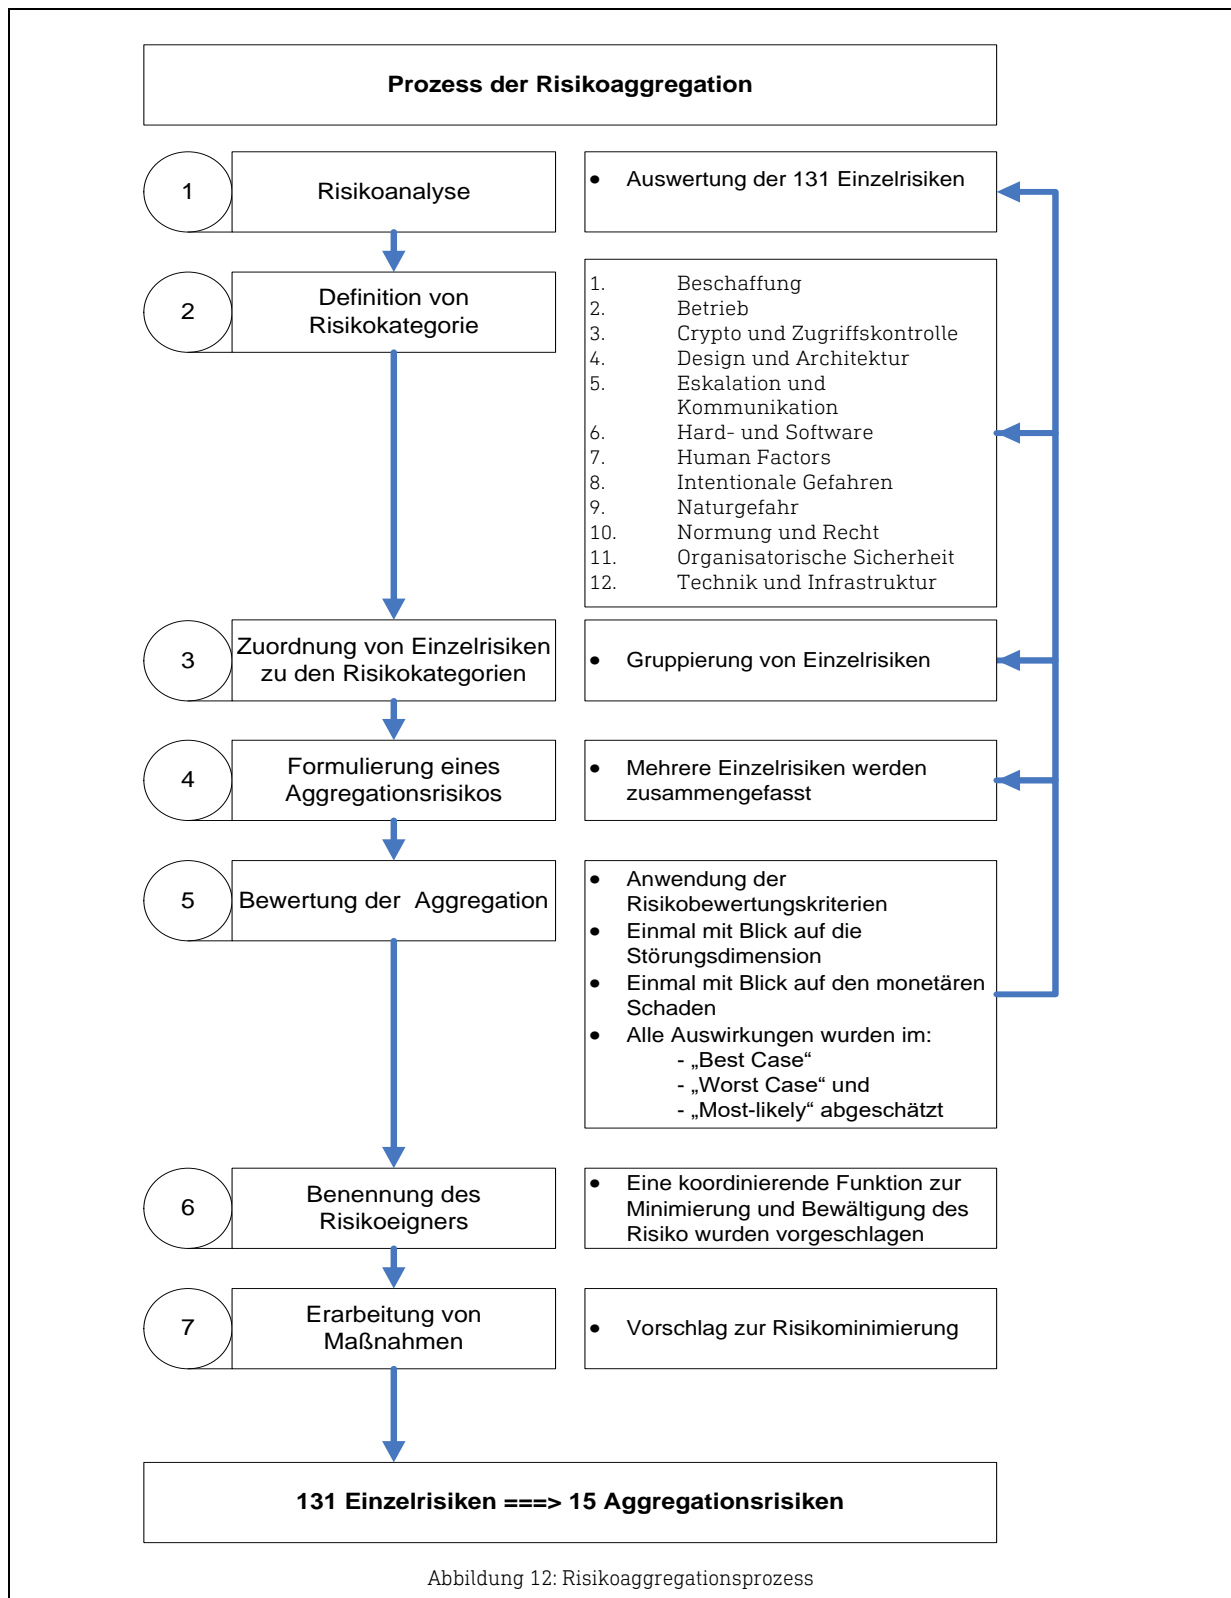 Prozess der Risikoaggregation
1
Risikoanalyse
• Auswertung der 131 Einzelrisiken
2
Definition von
Risikokategorie
1. Beschaffung
2. Betrieb
3. Crypto und Zugriffskontrolle
4. Design und Architektur
5. Eskalation und
Kommunikation
6. Hard- und Software
7. Human Factors
8. Intentionale Gefahren
9. Naturgefahr
10. Normung und Recht
11. Organisatorische Sicherheit
12. Technik und Infrastruktur
3
Zuordnung von Einzelrisiken
zu den Risikokategorien
• Gruppierung von Einzelrisiken
4
Formulierung eines
Aggregationsrisikos
• Mehrere Einzelrisiken werden
zusammengefasst
5
Bewertung der Aggregation
• Anwendung der
Risikobewertungskriterien
• Einmal mit Blick auf die
Störungsdimension
• Einmal mit Blick auf den monetären
Schaden
• Alle Auswirkungen wurden im:
- „Best Case“
- „Worst Case“ und
- „Most-likely“ abgeschätzt
6
Benennung des
Risikoeigners
• Eine koordinierende Funktion zur
Minimierung und Bewältigung des
Risiko wurden vorgeschlagen
7
Erarbeitung von
Maßnahmen
• Vorschlag zur Risikominimierung
131 Einzelrisiken ===> 15 Aggregationsrisiken
Abbildung 12: Risikoaggregationsprozess